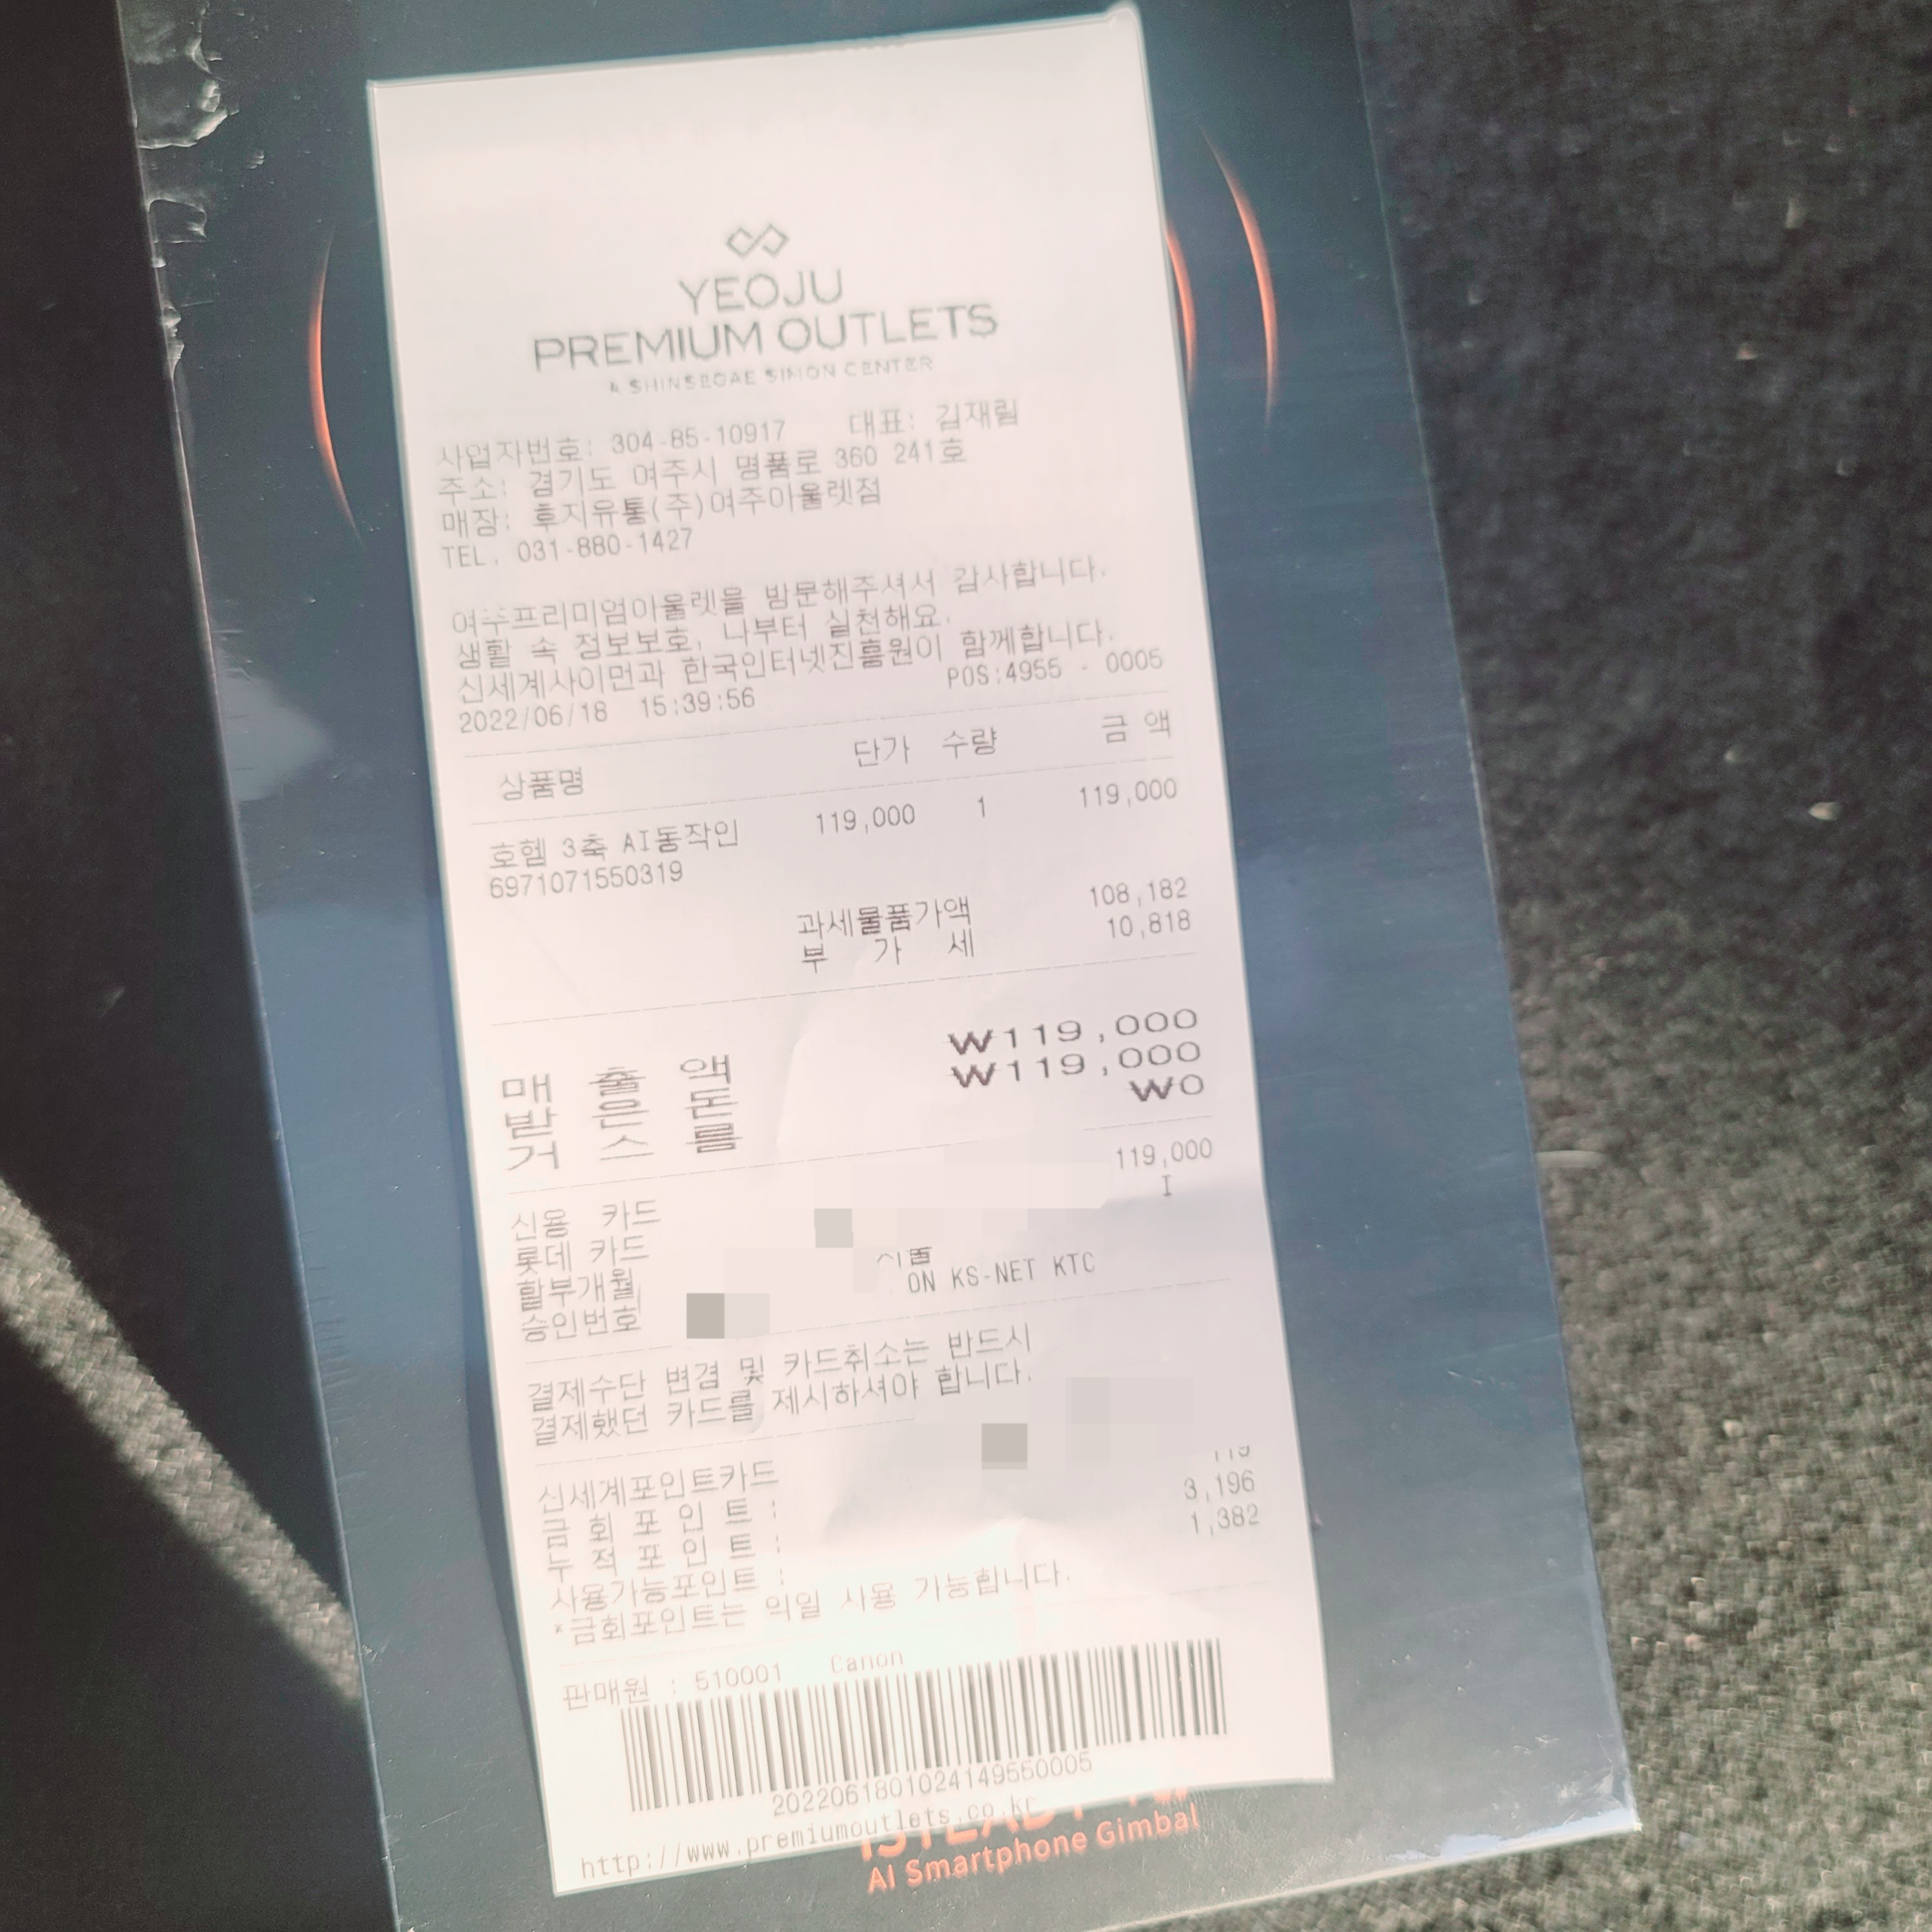 YEOJU
PREMIUM OUTLETS
A SHINSEGAE SIMON CENTER
사업자번호: 304-85-10917 대표: 김재림
주소: 경기도 여주시 명품로 360 241호
매장: 후지유통(주)여주아울렛점
TEL. 031-880-1427
여주프리미엄아울렛을 방문해주셔서 감사합니다.
생활 속 정보보호, 나부터 실천해요.
신세계사이먼과 한국인터넷진흥원이 함께합니다.
2022/06/18 15:39:56 POS:4955 - 0005
상품명 단가 수량 금 액
호헴 3축 AI동작인 119,000 1 119,000
6971071550319
과세물품가액 108,182
부 가 세 10,818
매 출 액 ₩119,000
받 은 돈 ₩119,000
거 스 름 ₩0
신용 카드 119,000
롯데 카드 I
할부개월
승인번호 ON KS-NET KTC
결제수단 변경 및 카드취소는 반드시
결제했던 카드를 제시하셔야 합니다.
신세계포인트카드
금 회 포 인 트 :
누 적 포 인 트 : 3,196
사용가능포인트 : 1,382
*금회포인트는 익일 사용 가능합니다.
판매원 : 510001 Canon
2022061801024149550005
http://www.premiumoutlets.co.kr
AI Smartphone Gimbal